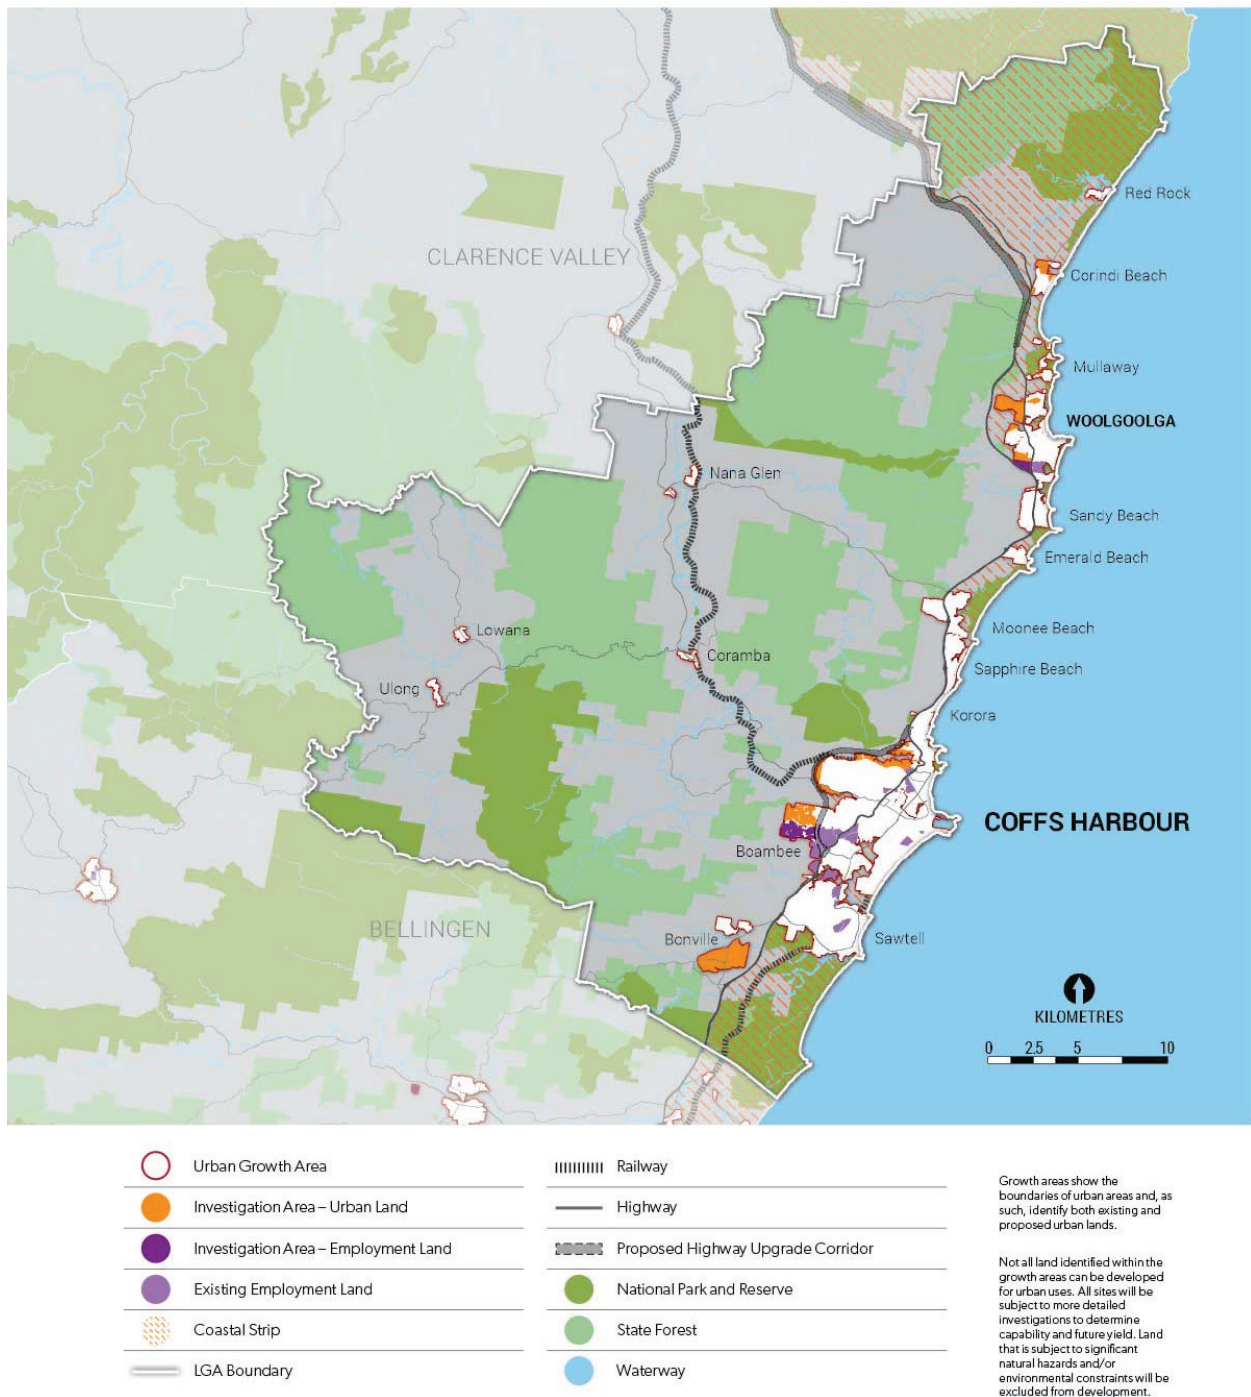 CLARENCE VALLEY
Red Rock
Corindi Beach
Mullaway
WOOLGOOLGA
Nana Glen
Sandy Beach
Emerald Beach
Lowana
Moonee Beach
Coramba
Sapphire Beach
Ulong
Korora
COFFS HARBOUR
Boambee
BELLINGEN
Bonville
Sawtell
KILOMETRES
0 2.5 5 10
Urban Growth Area
Investigation Area – Urban Land
Investigation Area – Employment Land
Existing Employment Land
Coastal Strip
LGA Boundary
Railway
Highway
Proposed Highway Upgrade Corridor
National Park and Reserve
State Forest
Waterway
Growth areas show the
boundaries of urban areas and, as
such, identify both existing and
proposed urban lands.
Not all land identified within the
growth areas can be developed
for urban uses. All sites will be
subject to more detailed
investigations to determine
capability and future yield. Land
that is subject to significant
natural hazards and/or
environmental constraints will be
excluded from development.